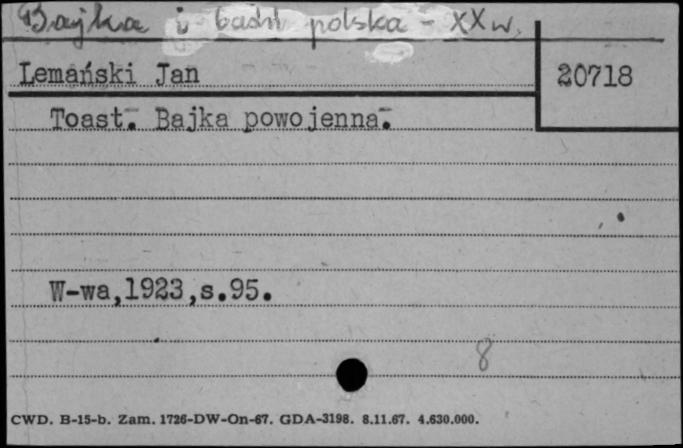 Bajka i baśń polska - XX w.
Lemański Jan
20718
Toast. Bajka powojenna.
W-wa,1923,s.95.
8
CWD. B-15-b. Zam. 1726-DW-On-67. GDA-3198. 8.11.67. 4.630.000.